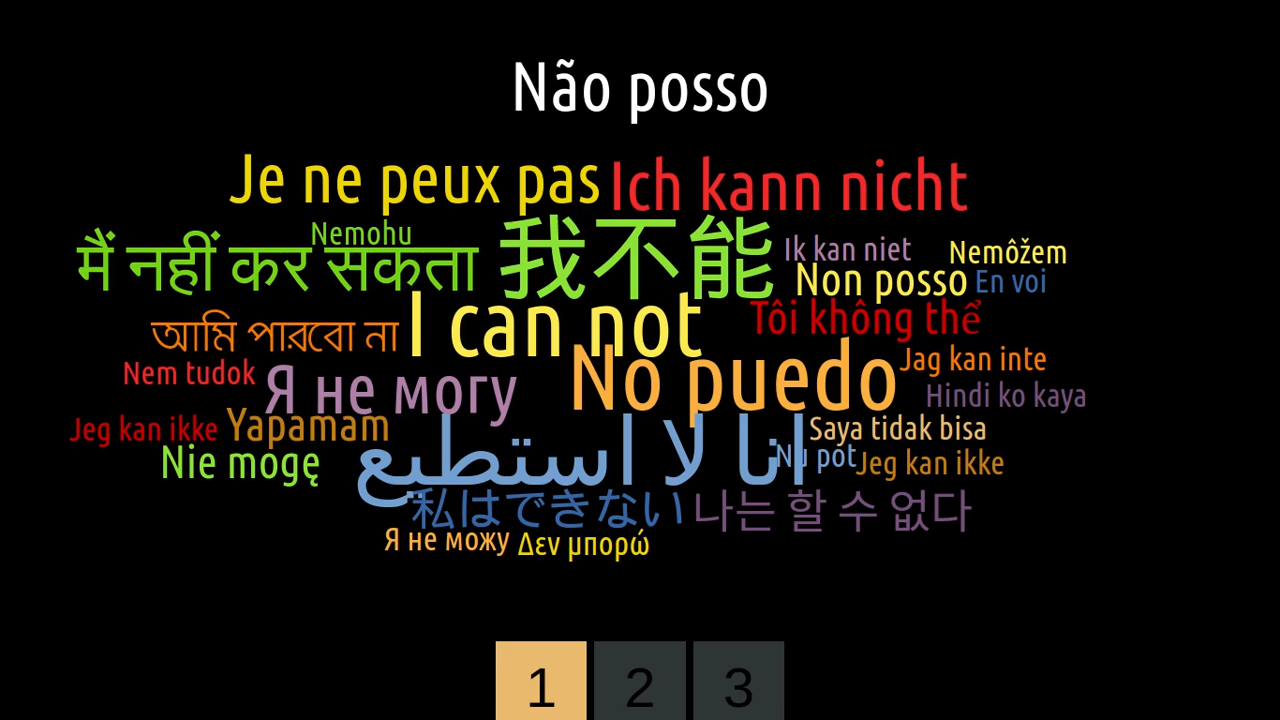 Não posso
Je ne peux pas
Ich kann nicht
Nemohu
मैं नहीं कर सकता
我不能
Ik kan niet
Nemôžem
Non posso
En voi
I can not
Tôi không thể
আমি পারবো না
No puedo
Jag kan inte
Nem tudok
Я не могу
Hindi ko kaya
Jeg kan ikke
Yapamam
Saya tidak bisa
Nie mogę
انا لا استطيع
Nu pot
Jeg kan ikke
私はできない
나는 할 수 없다
Я не можу
Δεν μπορώ
1 2 3